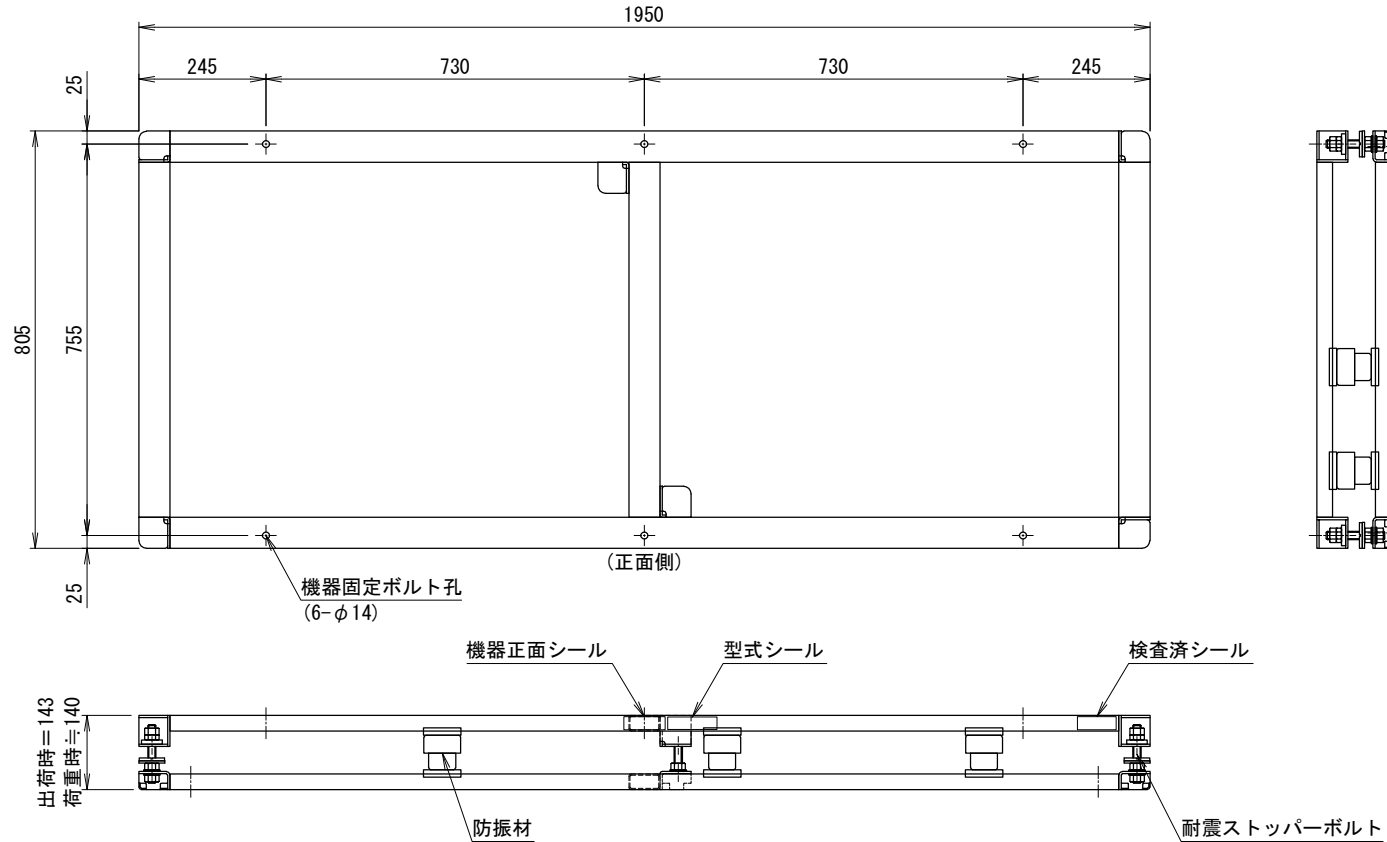 1950
245
730
730
245
25
805
755
25
(正面側)
機器固定ボルト孔
(6-φ14)
機器正面シール
型式シール
検査済シール
出荷時=143
荷重時≒140
防振材
耐震ストッパーボルト